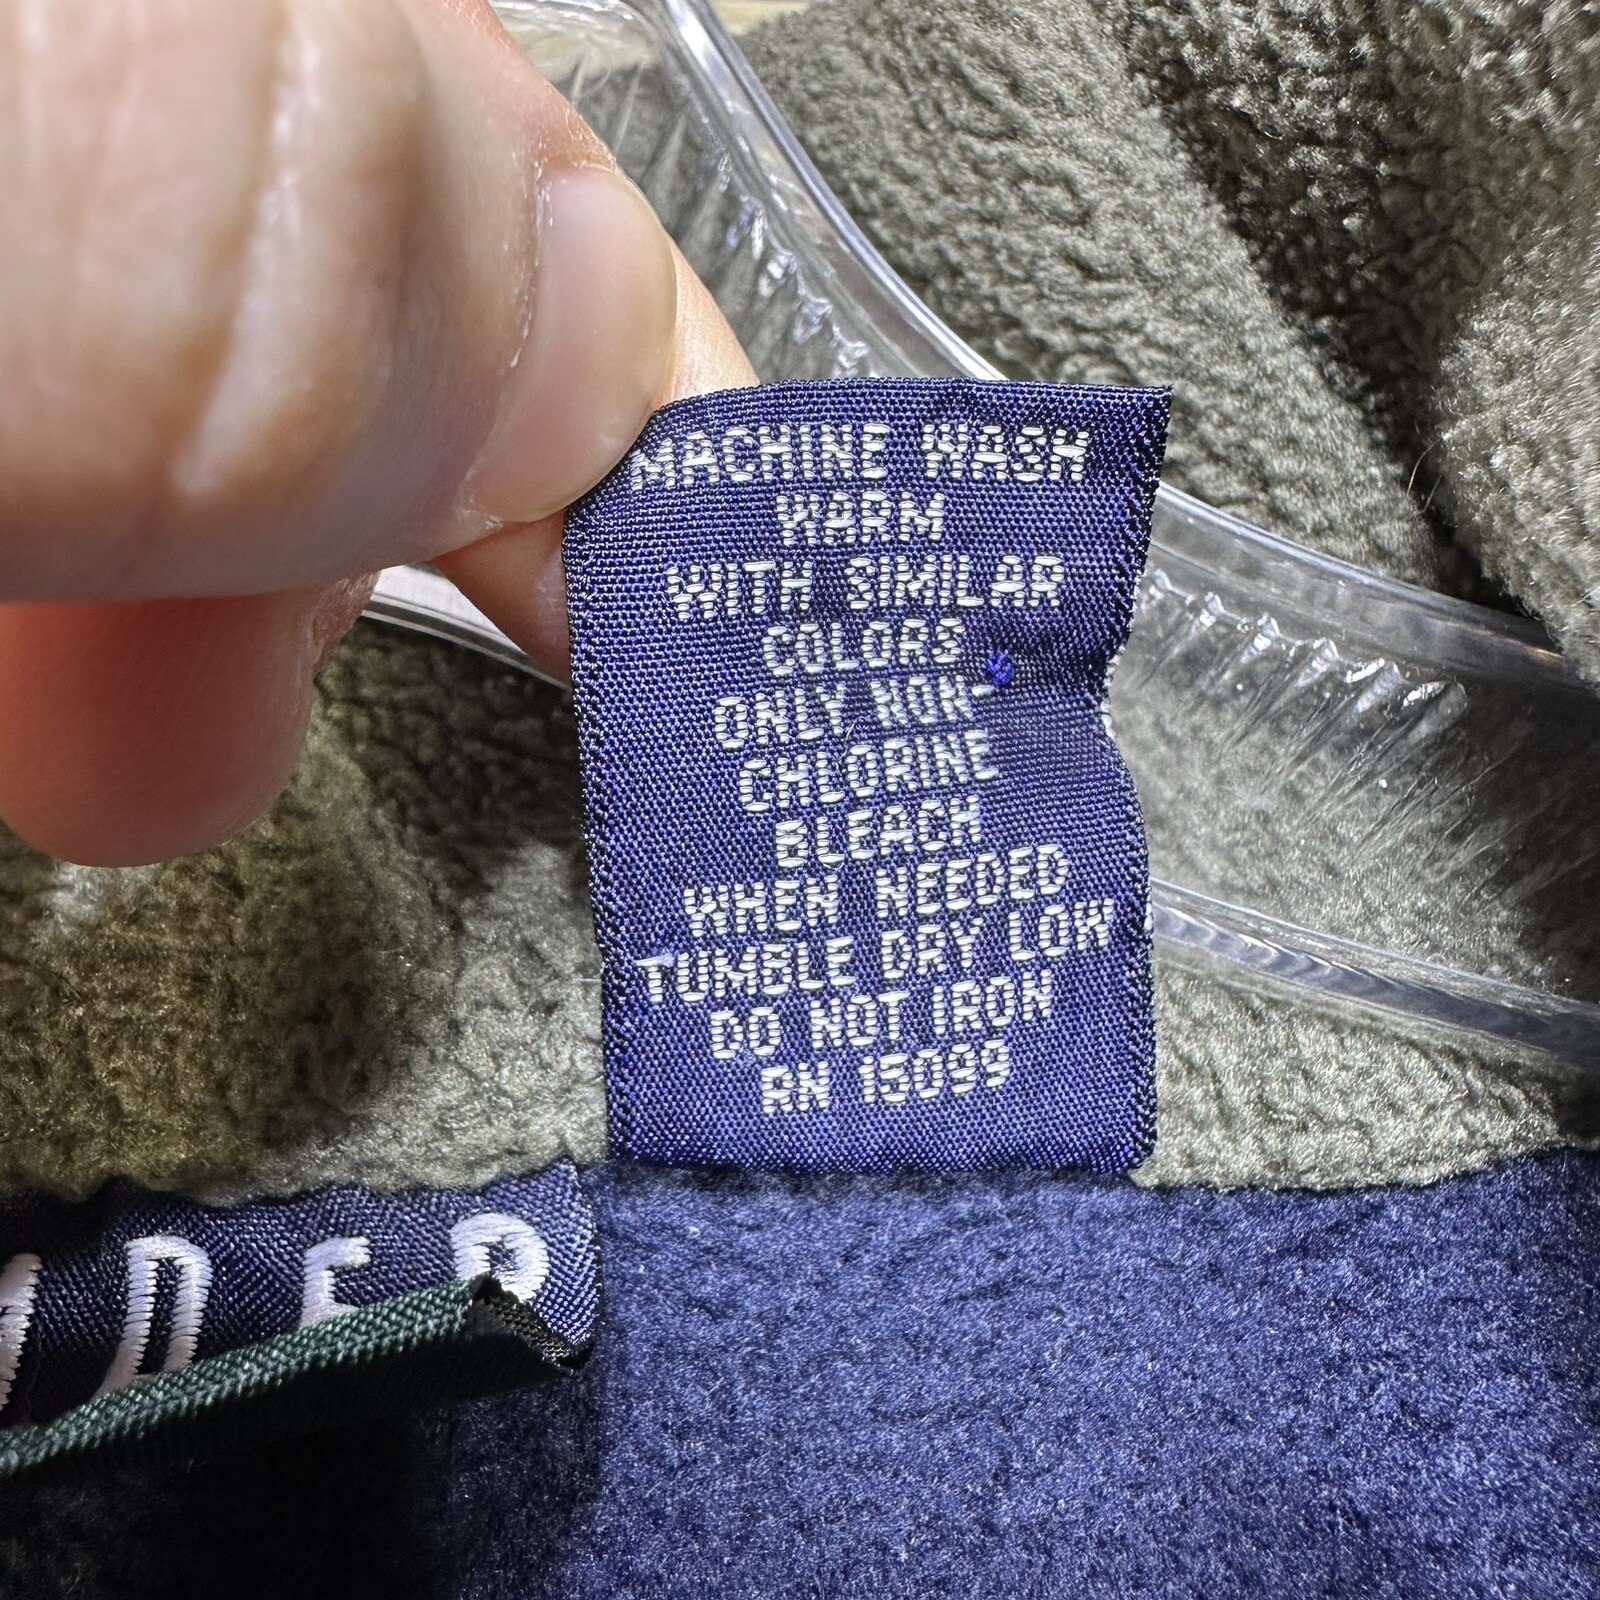 MACHINE WASH
WARM
WITH SIMILAR
COLORS
ONLY NON-
CHLORINE
BLEACH
WHEN NEEDED
TUMBLE DRY LOW
DO NOT IRON
RN 15099